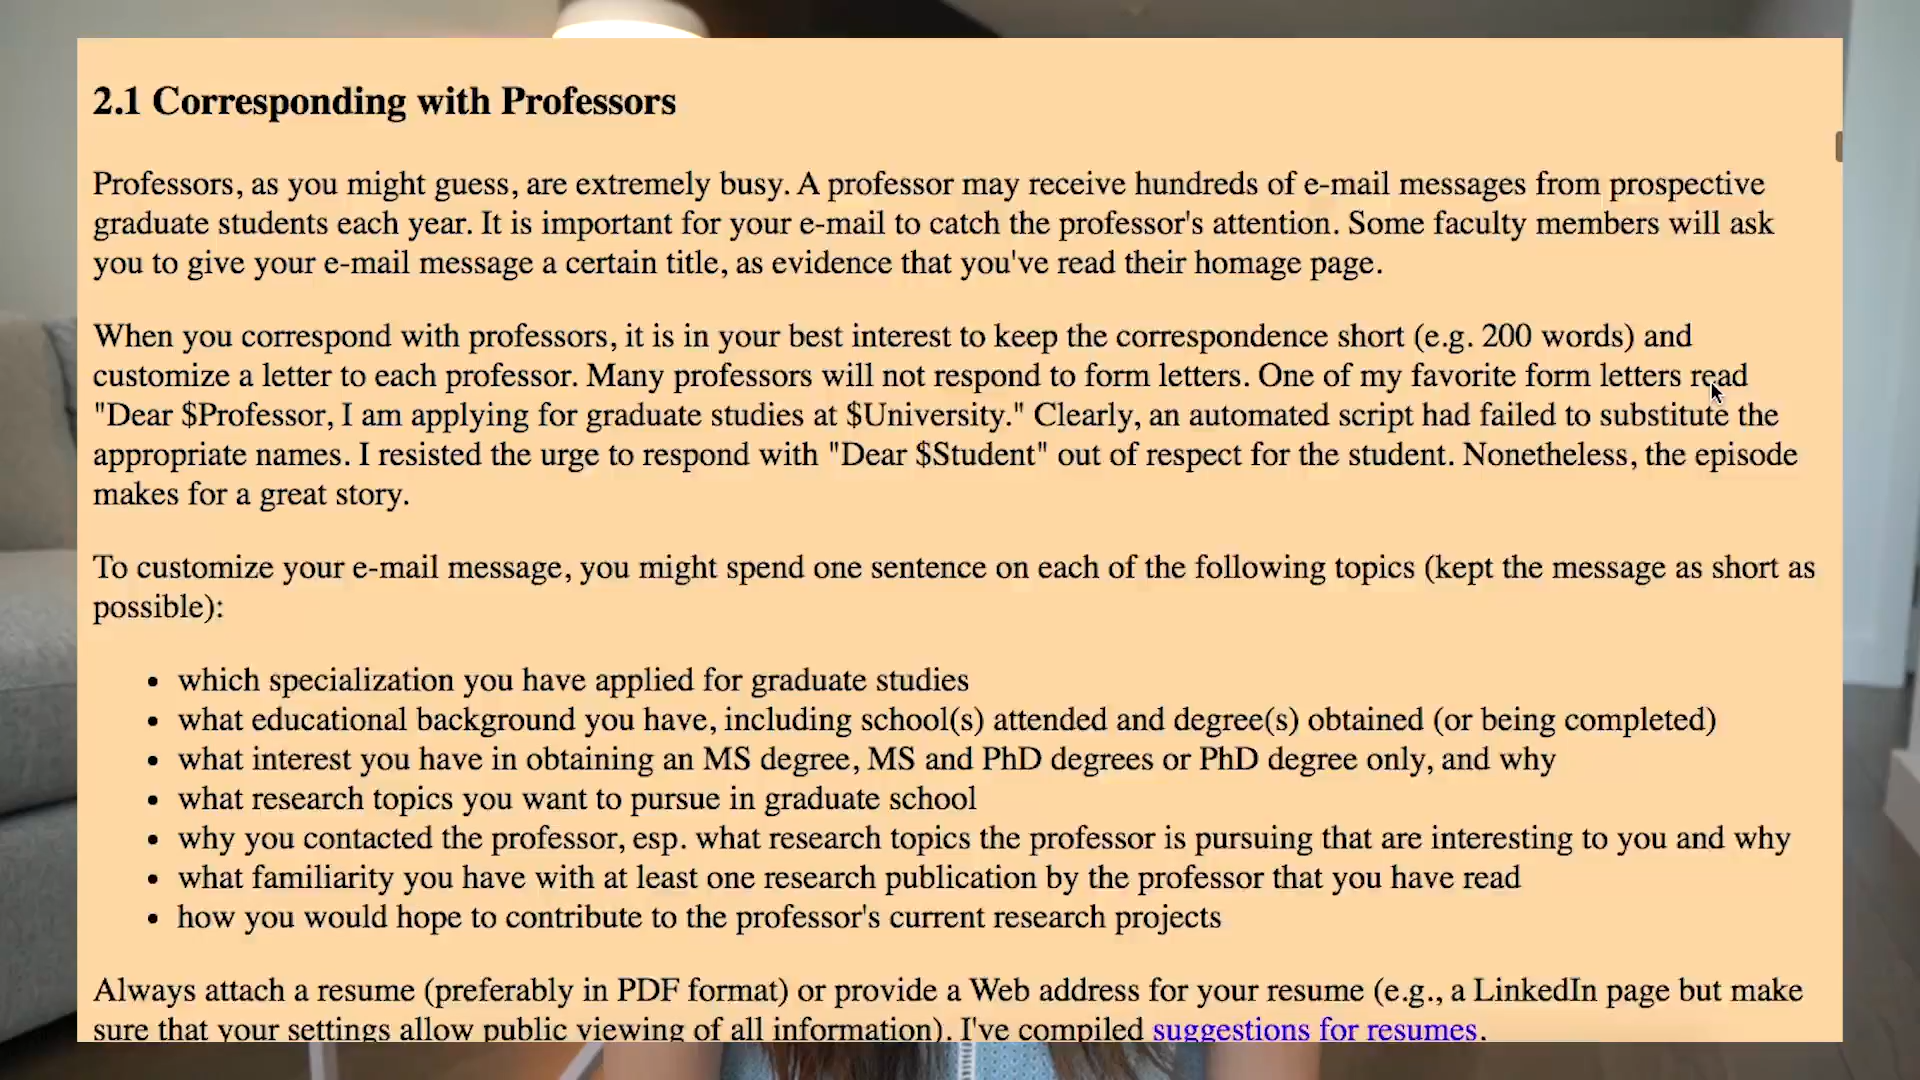 2.1 Corresponding with Professors
Professors, as you might guess, are extremely busy. A professor may receive hundreds of e-mail messages from prospective
graduate students each year. It is important for your e-mail to catch the professor's attention. Some faculty members will ask
you to give your e-mail message a certain title, as evidence that you've read their homage page.
When you correspond with professors, it is in your best interest to keep the correspondence short (e.g. 200 words) and
customize a letter to each professor. Many professors will not respond to form letters. One of my favorite form letters read
"Dear $Professor, I am applying for graduate studies at $University." Clearly, an automated script had failed to substitute the
appropriate names. I resisted the urge to respond with "Dear $Student" out of respect for the student. Nonetheless, the episode
makes for a great story.
To customize your e-mail message, you might spend one sentence on each of the following topics (kept the message as short as
possible):
• which specialization you have applied for graduate studies
• what educational background you have, including school(s) attended and degree(s) obtained (or being completed)
• what interest you have in obtaining an MS degree, MS and PhD degrees or PhD degree only, and why
• what research topics you want to pursue in graduate school
• why you contacted the professor, esp. what research topics the professor is pursuing that are interesting to you and why
• what familiarity you have with at least one research publication by the professor that you have read
• how you would hope to contribute to the professor's current research projects
Always attach a resume (preferably in PDF format) or provide a Web address for your resume (e.g., a LinkedIn page but make
sure that your settings allow public viewing of all information). I've compiled suggestions for resumes.